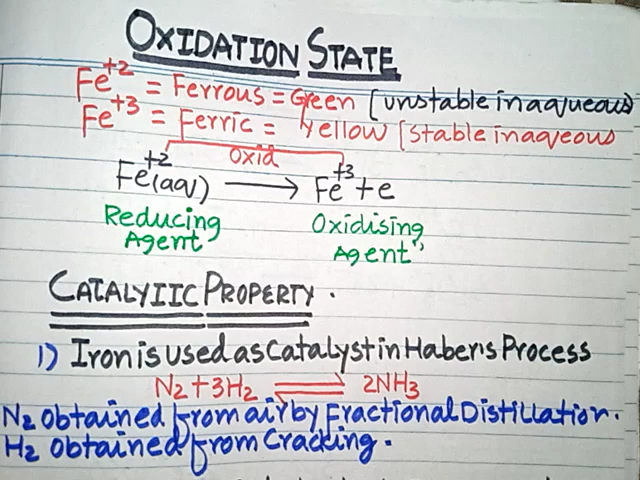 OXIDATION STATE
Fe+2 = Ferrous = Green [unstable in aqueous)
Fe+3 = Ferric = Yellow [stable in aqeous
oxid
Fe+2(aq) ⟶ Fe+3 + e
Reducing Agent Oxidising Agent"
CATALYIIC PROPERTY.
1) Iron is used as Catalyst in Haber's Process
N2 + 3H2 ⇌ 2NH3
N2 obtained from air by Fractional Distillation.
H2 obtained from Cracking.